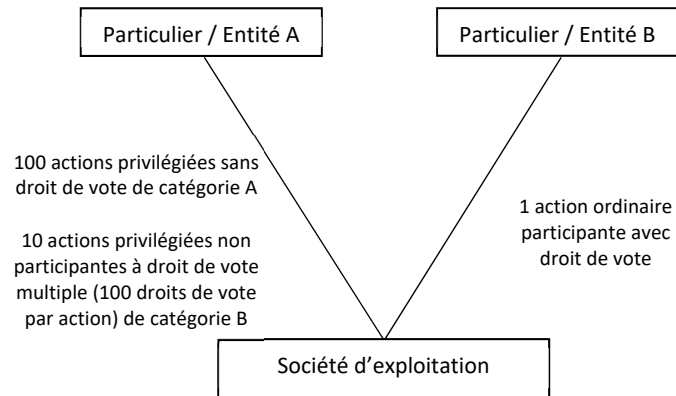 Particulier / Entité A
Particulier / Entité B
100 actions privilégiées sans
droit de vote de catégorie A
10 actions privilégiées non
participantes à droit de vote
multiple (100 droits de vote
par action) de catégorie B
1 action ordinaire
participante avec
droit de vote
Société d'exploitation